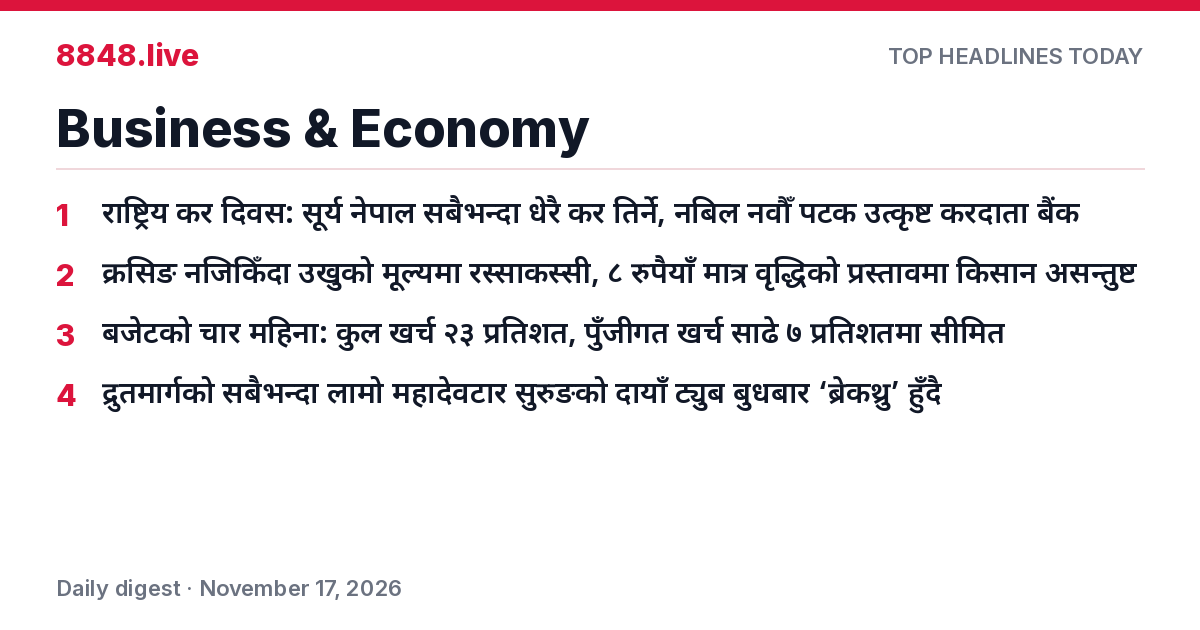 8848.live
TOP HEADLINES TODAY
Business & Economy
1 राष्ट्रिय कर दिवस: सूर्य नेपाल सबैभन्दा धेरै कर तिर्ने, नबिल नवौँ पटक उत्कृष्ट करदाता बैंक
2 क्रसिङ नजिकिँदा उखुको मूल्यमा रस्साकस्सी, ८ रुपैयाँ मात्र वृद्धिको प्रस्तावमा किसान असन्तुष्ट
3 बजेटको चार महिना: कुल खर्च २३ प्रतिशत, पुँजीगत खर्च साढे ७ प्रतिशतमा सीमित
4 द्रुतमार्गको सबैभन्दा लामो महादेवटार सुरुङको दायाँ ट्युब बुधबार ‘ब्रेकथ्रु’ हुँदै
Daily digest · November 17, 2026